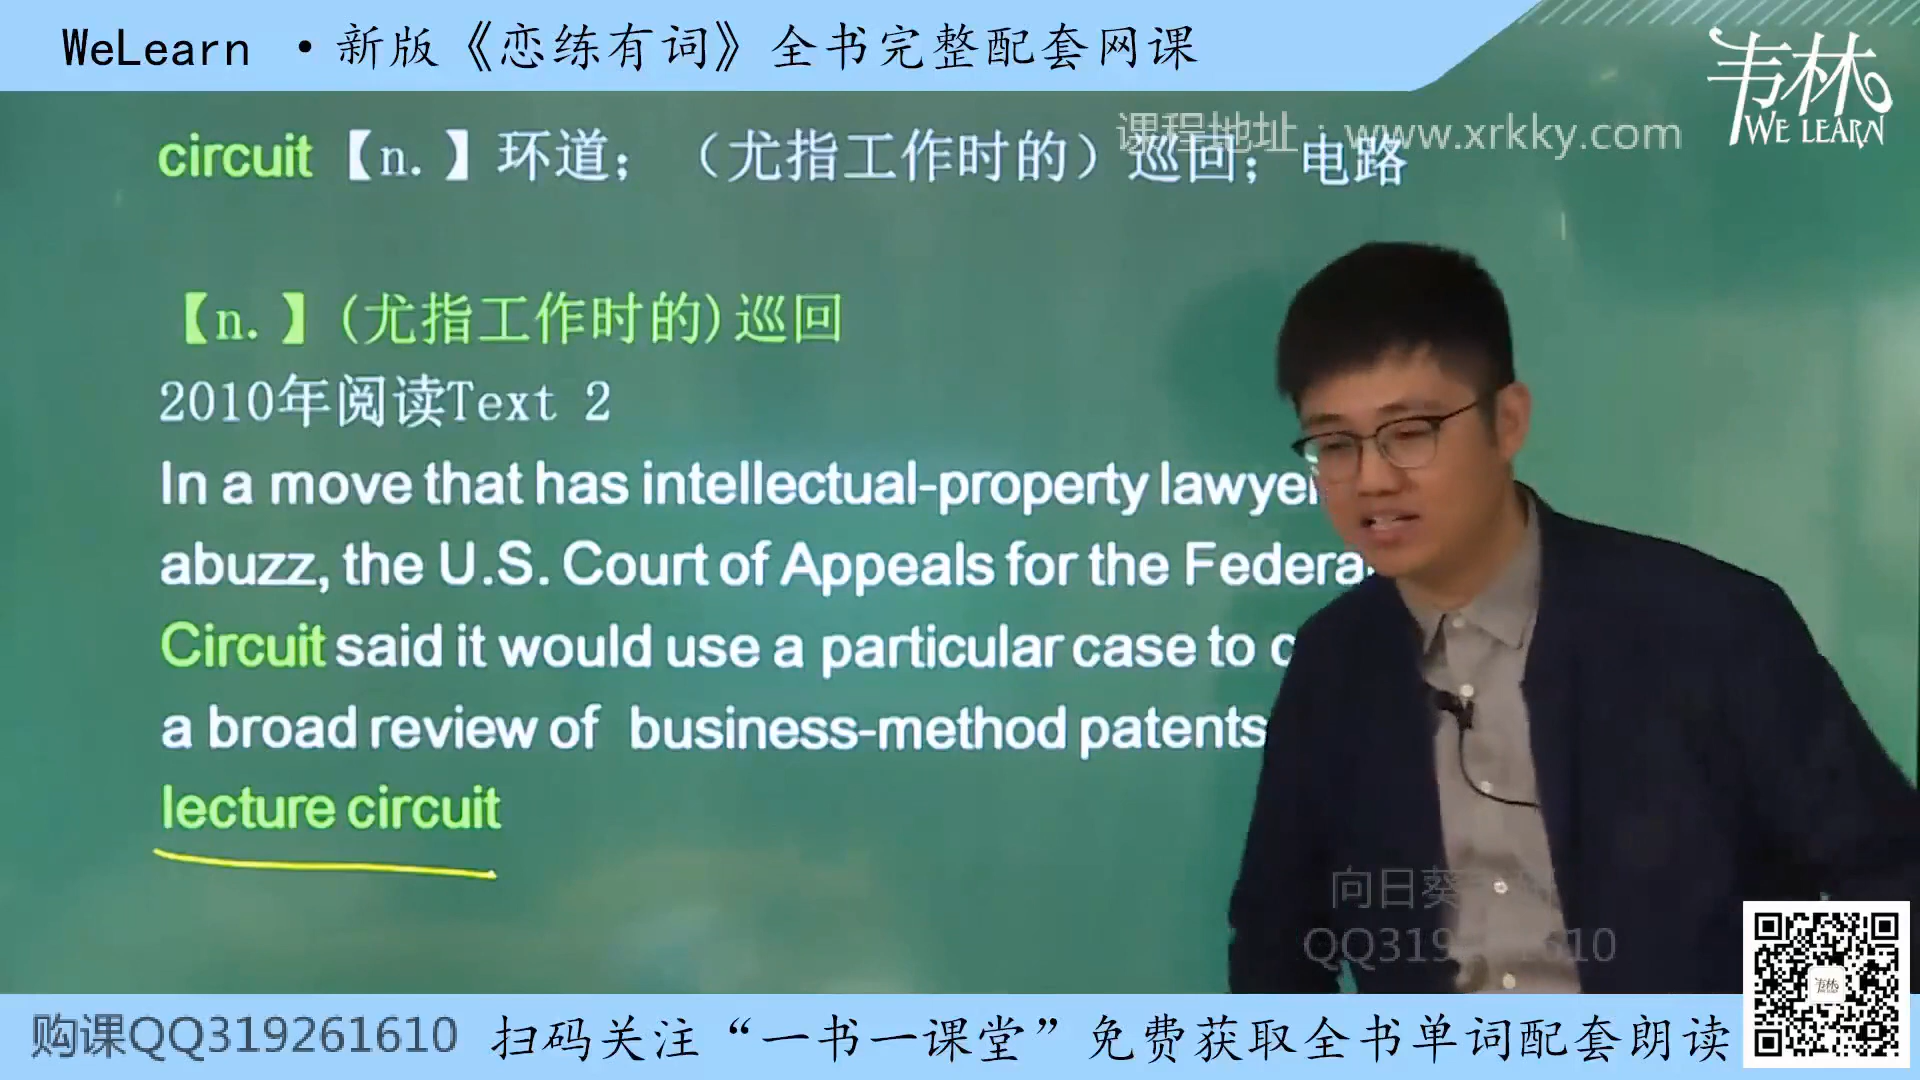 WeLearn ·新版《恋练有词》全书完整配套网课
韦林
WE LEARN
课程地址：www.xrkky.com
circuit【n.】环道；（尤指工作时的）巡回；电路
【n.】(尤指工作时的)巡回
2010年阅读Text 2
In a move that has intellectual-property lawyer
abuzz, the U.S. Court of Appeals for the Federa
Circuit said it would use a particular case to c
a broad review of business-method patents
lecture circuit
向日葵
QQ319261610
购课QQ319261610 扫码关注“一书一课堂”免费获取全书单词配套朗读